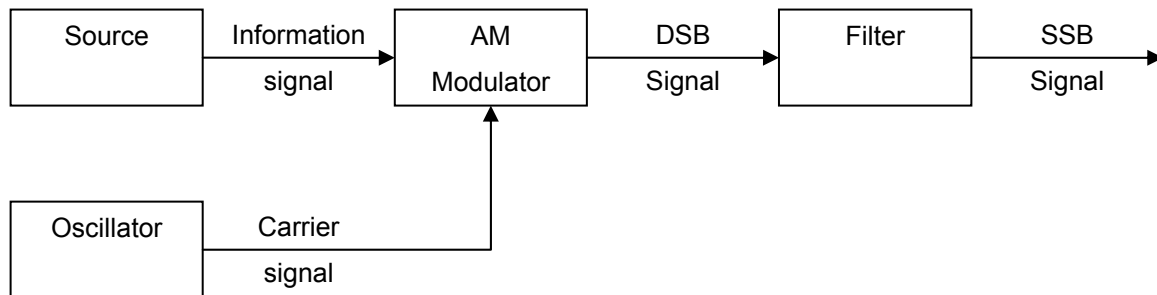 Source
Information
signal
AM
Modulator
DSB
Signal
Filter
SSB
Signal
Oscillator
Carrier
signal